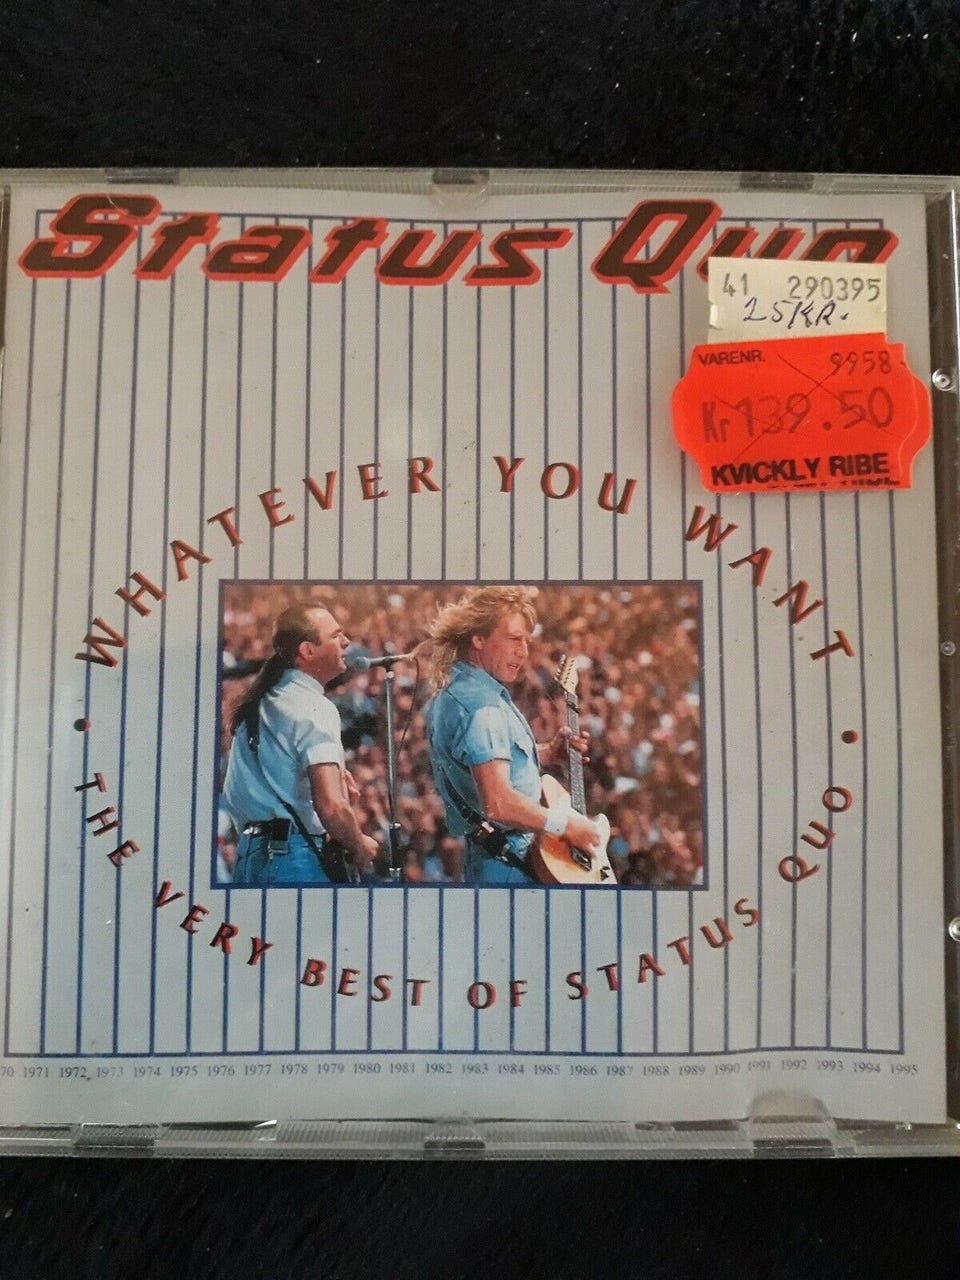 Status Quo
41 290395
25KR.
VARENR. 9958
Kr 139.50
KVICKLY RIBE
WHATEVER YOU WANT
• THE VERY BEST OF STATUS QUO •
70 1971 1972 1973 1974 1975 1976 1977 1978 1979 1980 1981 1982 1983 1984 1985 1986 1987 1988 1989 1990 1991 1992 1993 1994 1995